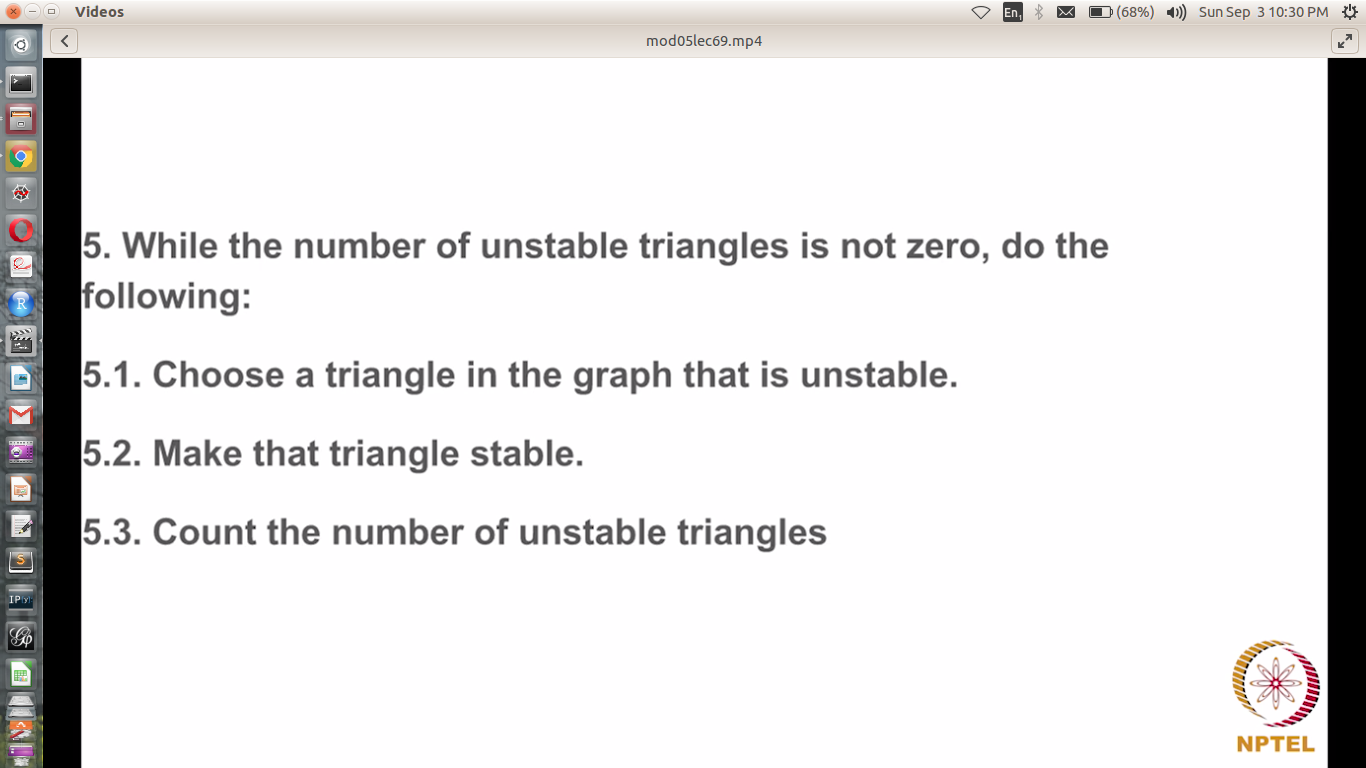 Videos
En1
(68%)
Sun Sep 3 10:30 PM
mod05lec69.mp4
5. While the number of unstable triangles is not zero, do the
following:
5.1. Choose a triangle in the graph that is unstable.
5.2. Make that triangle stable.
5.3. Count the number of unstable triangles
R
S
NPTEL